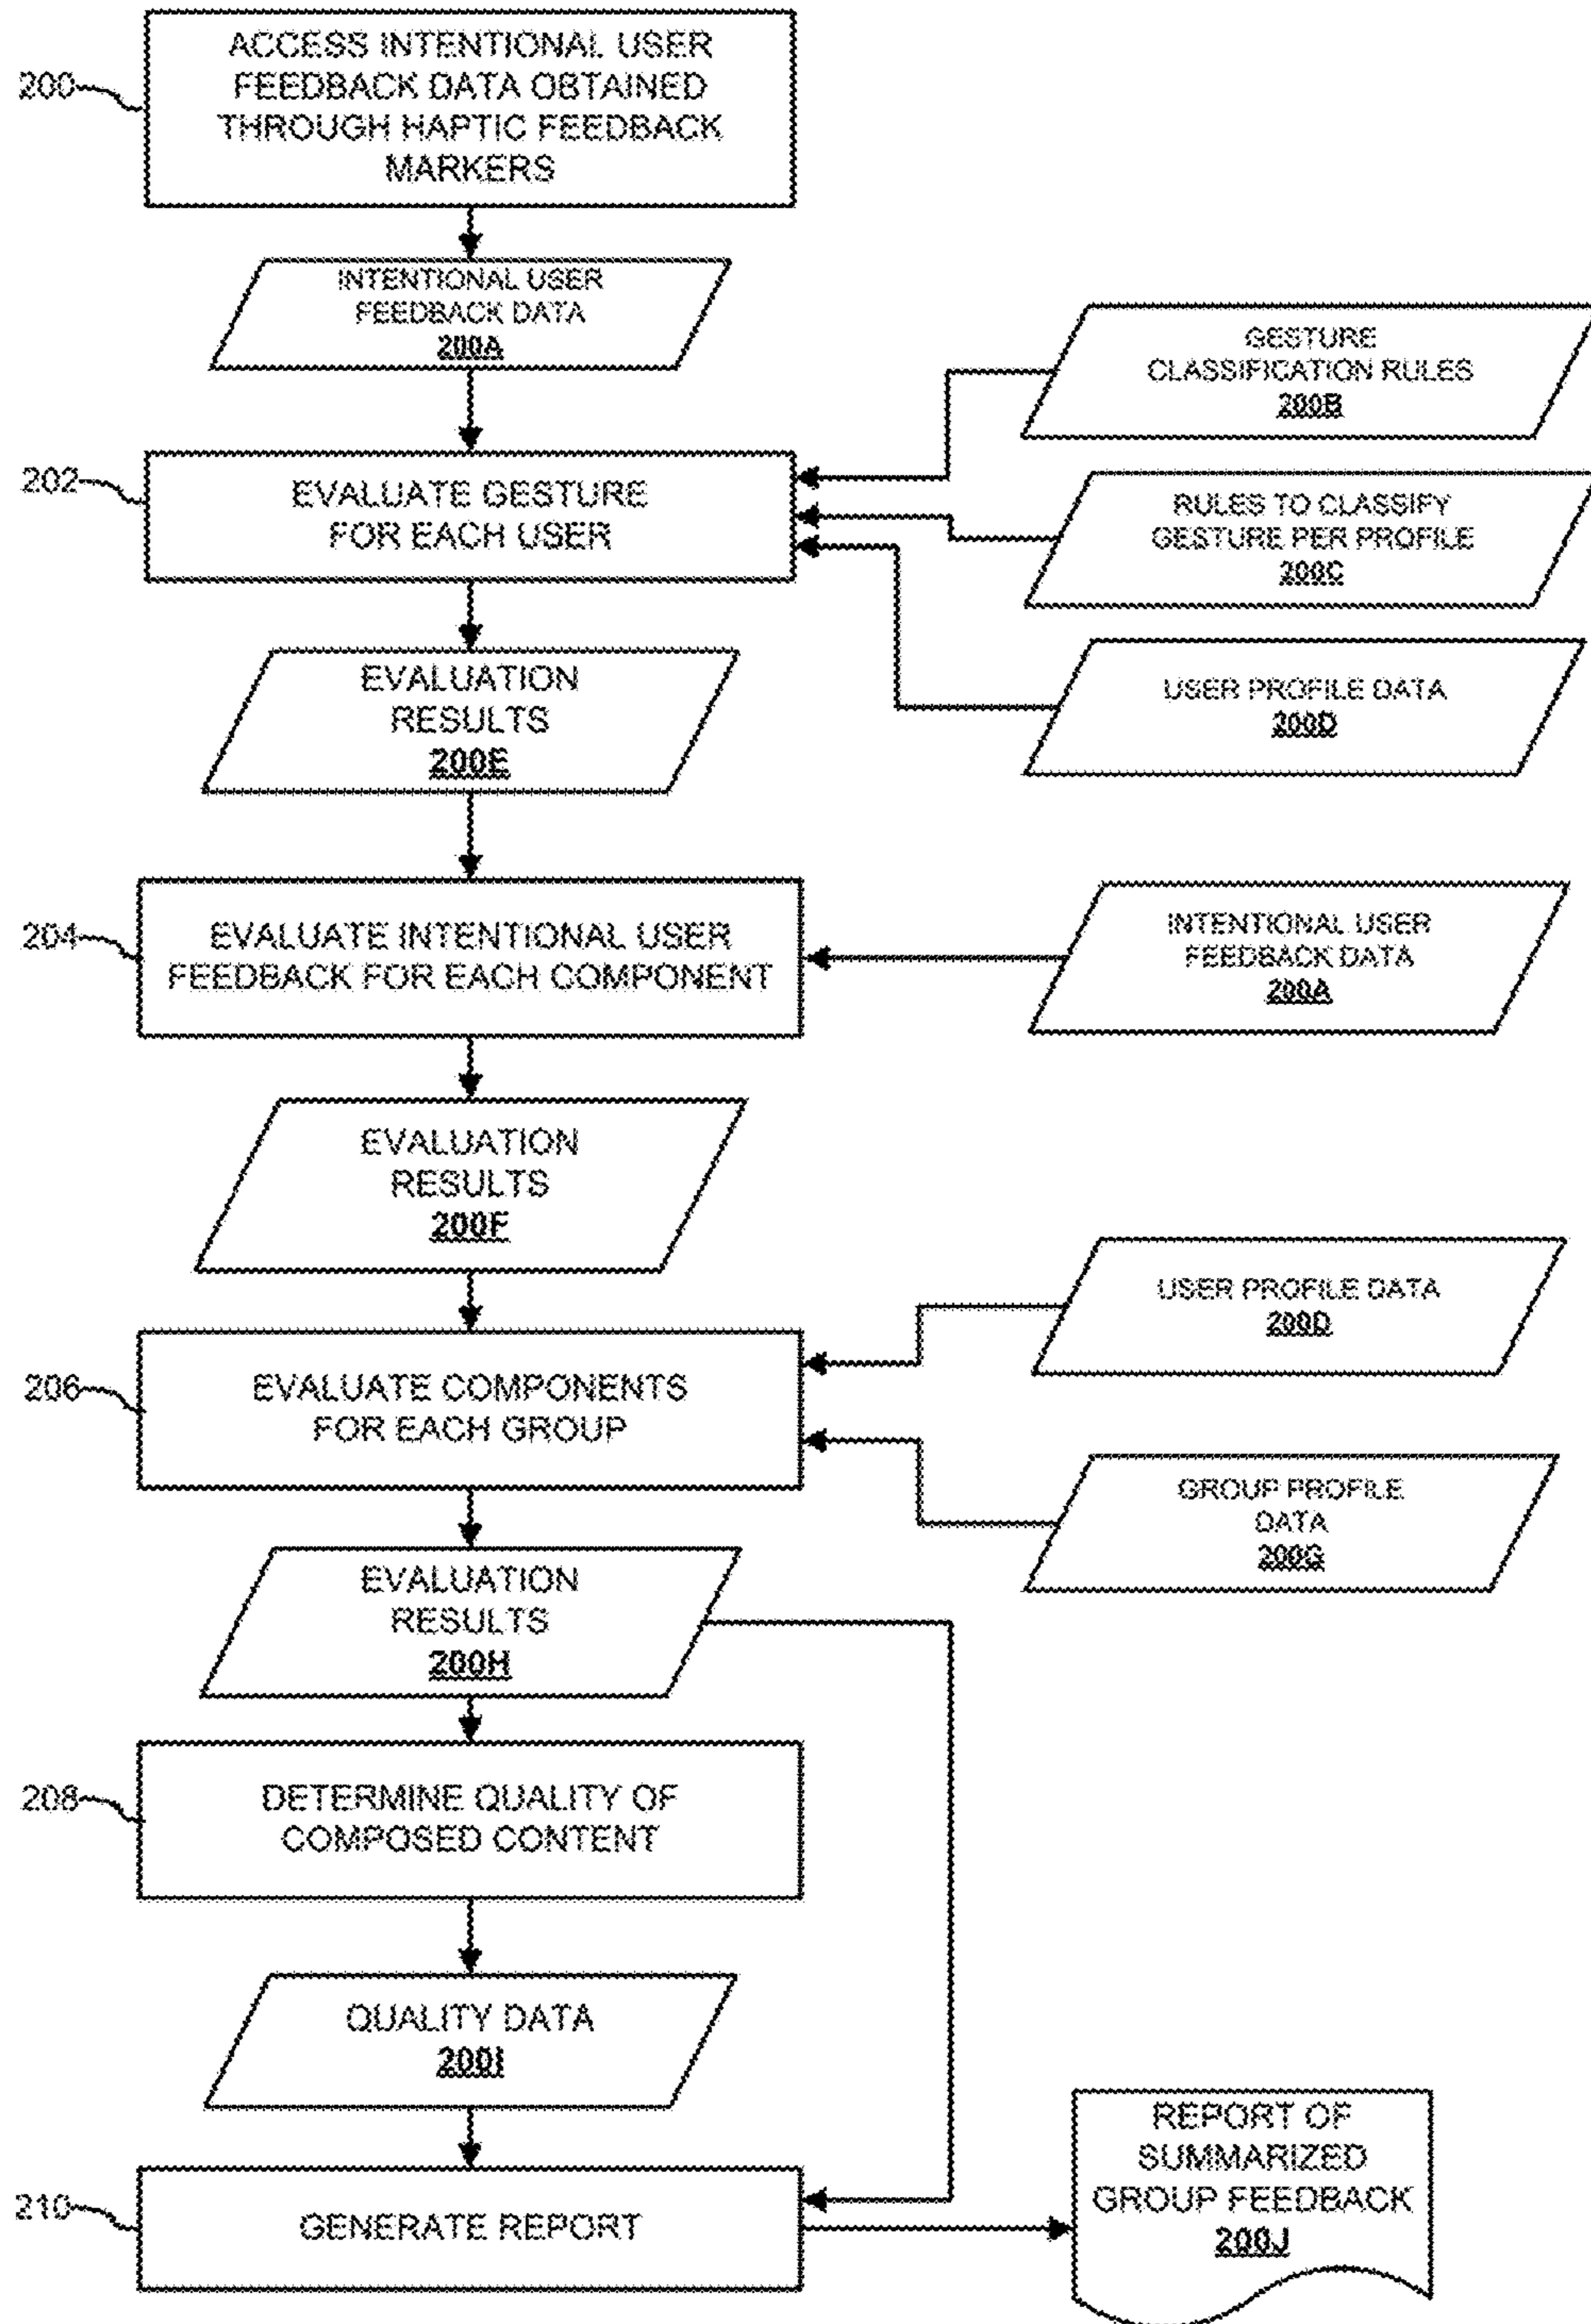 200
ACCESS INTENTIONAL USER
FEEDBACK DATA OBTAINED
THROUGH HAPTIC FEEDBACK
MARKERS
INTENTIONAL USER
FEEDBACK DATA
200A
GESTURE
CLASSIFICATION RULES
200B
202
EVALUATE GESTURE
FOR EACH USER
RULES TO CLASSIFY
GESTURE PER PROFILE
200C
USER PROFILE DATA
200D
EVALUATION
RESULTS
200E
204
EVALUATE INTENTIONAL USER
FEEDBACK FOR EACH COMPONENT
INTENTIONAL USER
FEEDBACK DATA
200A
EVALUATION
RESULTS
200F
USER PROFILE DATA
200D
206
EVALUATE COMPONENTS
FOR EACH GROUP
GROUP PROFILE
DATA
200G
EVALUATION
RESULTS
200H
208
DETERMINE QUALITY OF
COMPOSED CONTENT
QUALITY DATA
200I
210
GENERATE REPORT
REPORT OF
SUMMARIZED
GROUP FEEDBACK
200J